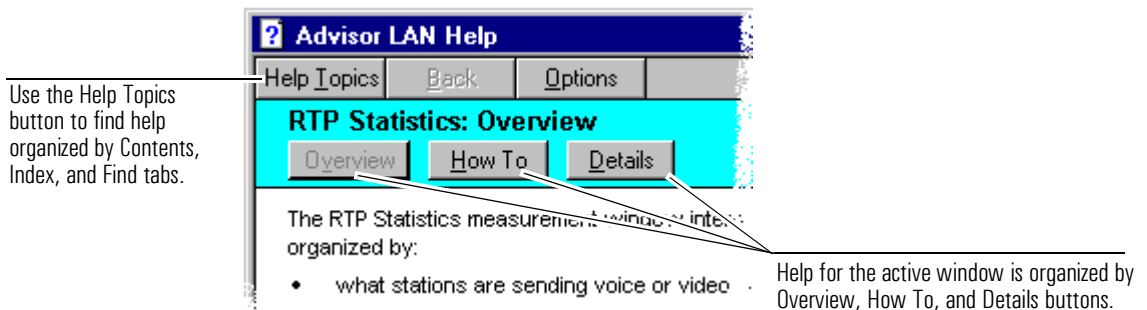 Advisor LAN Help
Help Topics Back Options
RTP Statistics: Overview
Overview How To Details
Use the Help Topics
button to find help
organized by Contents,
Index, and Find tabs.
The RTP Statistics measurement window
organized by:
• what stations are sending voice or video
Help for the active window is organized by
Overview, How To, and Details buttons.